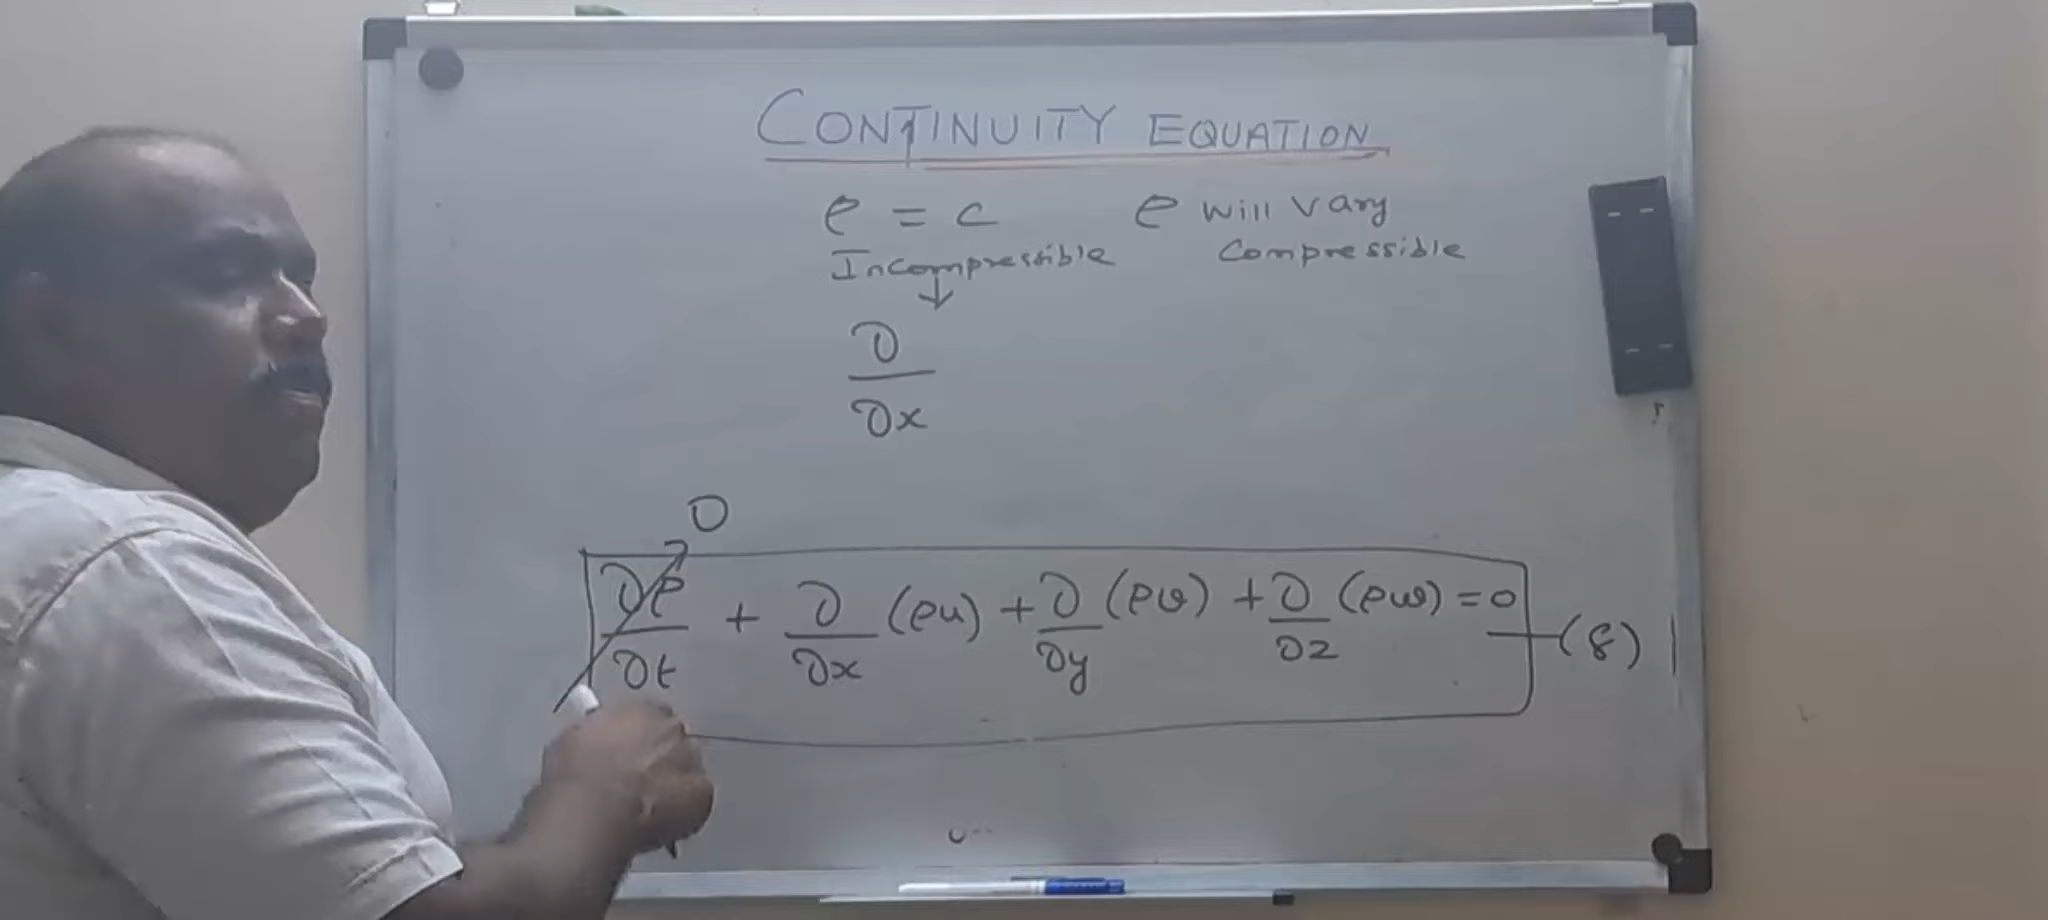 CONTINUITY EQUATION
ρ = c ρ will vary
Incompressible Compressible
↓
∂/∂x
0
∂ρ/∂t + ∂/∂x (ρu) + ∂/∂y (ρv) + ∂/∂z (ρw) = 0 —(8)